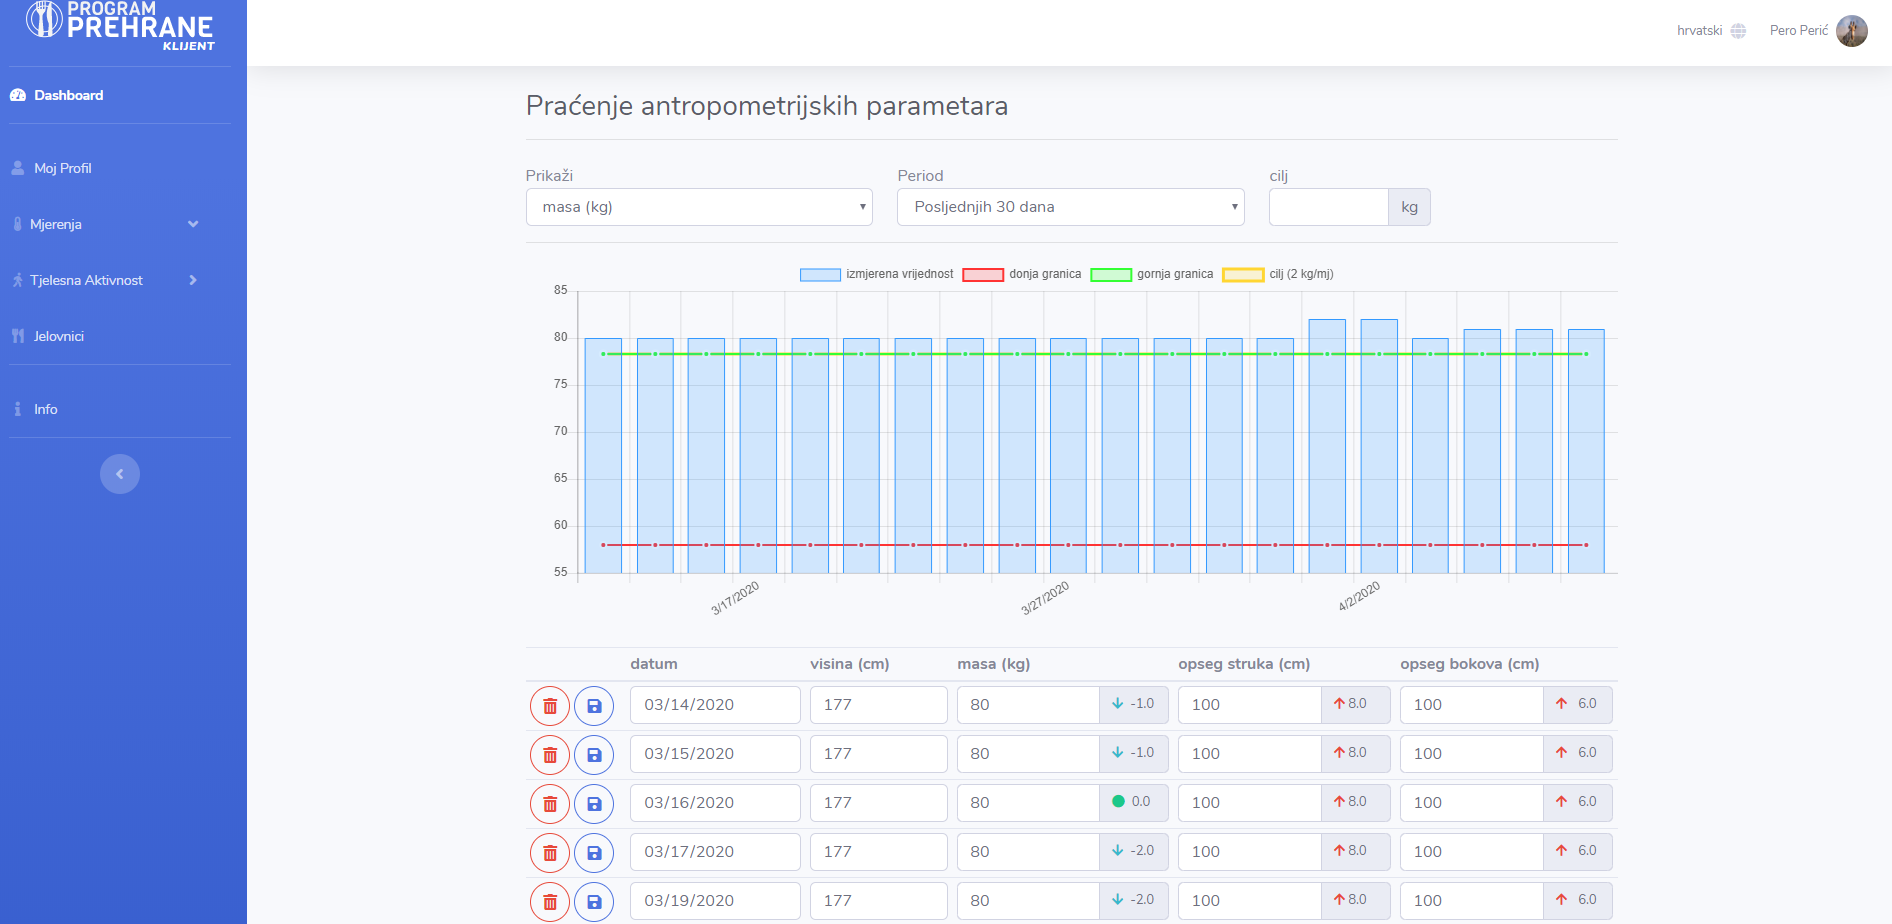 PROGRAM
PREHRANE
KLIJENT
hrvatski
Pero Perić
Dashboard
Moj Profil
Mjerenja
Tjelesna Aktivnost
Jelovnici
Info
Praćenje antropometrijskih parametara
Prikaži Period cilj
masa (kg) Posljednjih 30 dana kg
izmjerena vrijednost donja granica gornja granica cilj (2 kg/mj)
85
80
75
70
65
60
55
3/17/2020 3/27/2020 4/2/2020
datum visina (cm) masa (kg) opseg struka (cm) opseg bokova (cm)
03/14/2020 177 80 -1.0 100 8.0 100 6.0
03/15/2020 177 80 -1.0 100 8.0 100 6.0
03/16/2020 177 80 0.0 100 8.0 100 6.0
03/17/2020 177 80 -2.0 100 8.0 100 6.0
03/19/2020 177 80 -2.0 100 8.0 100 6.0